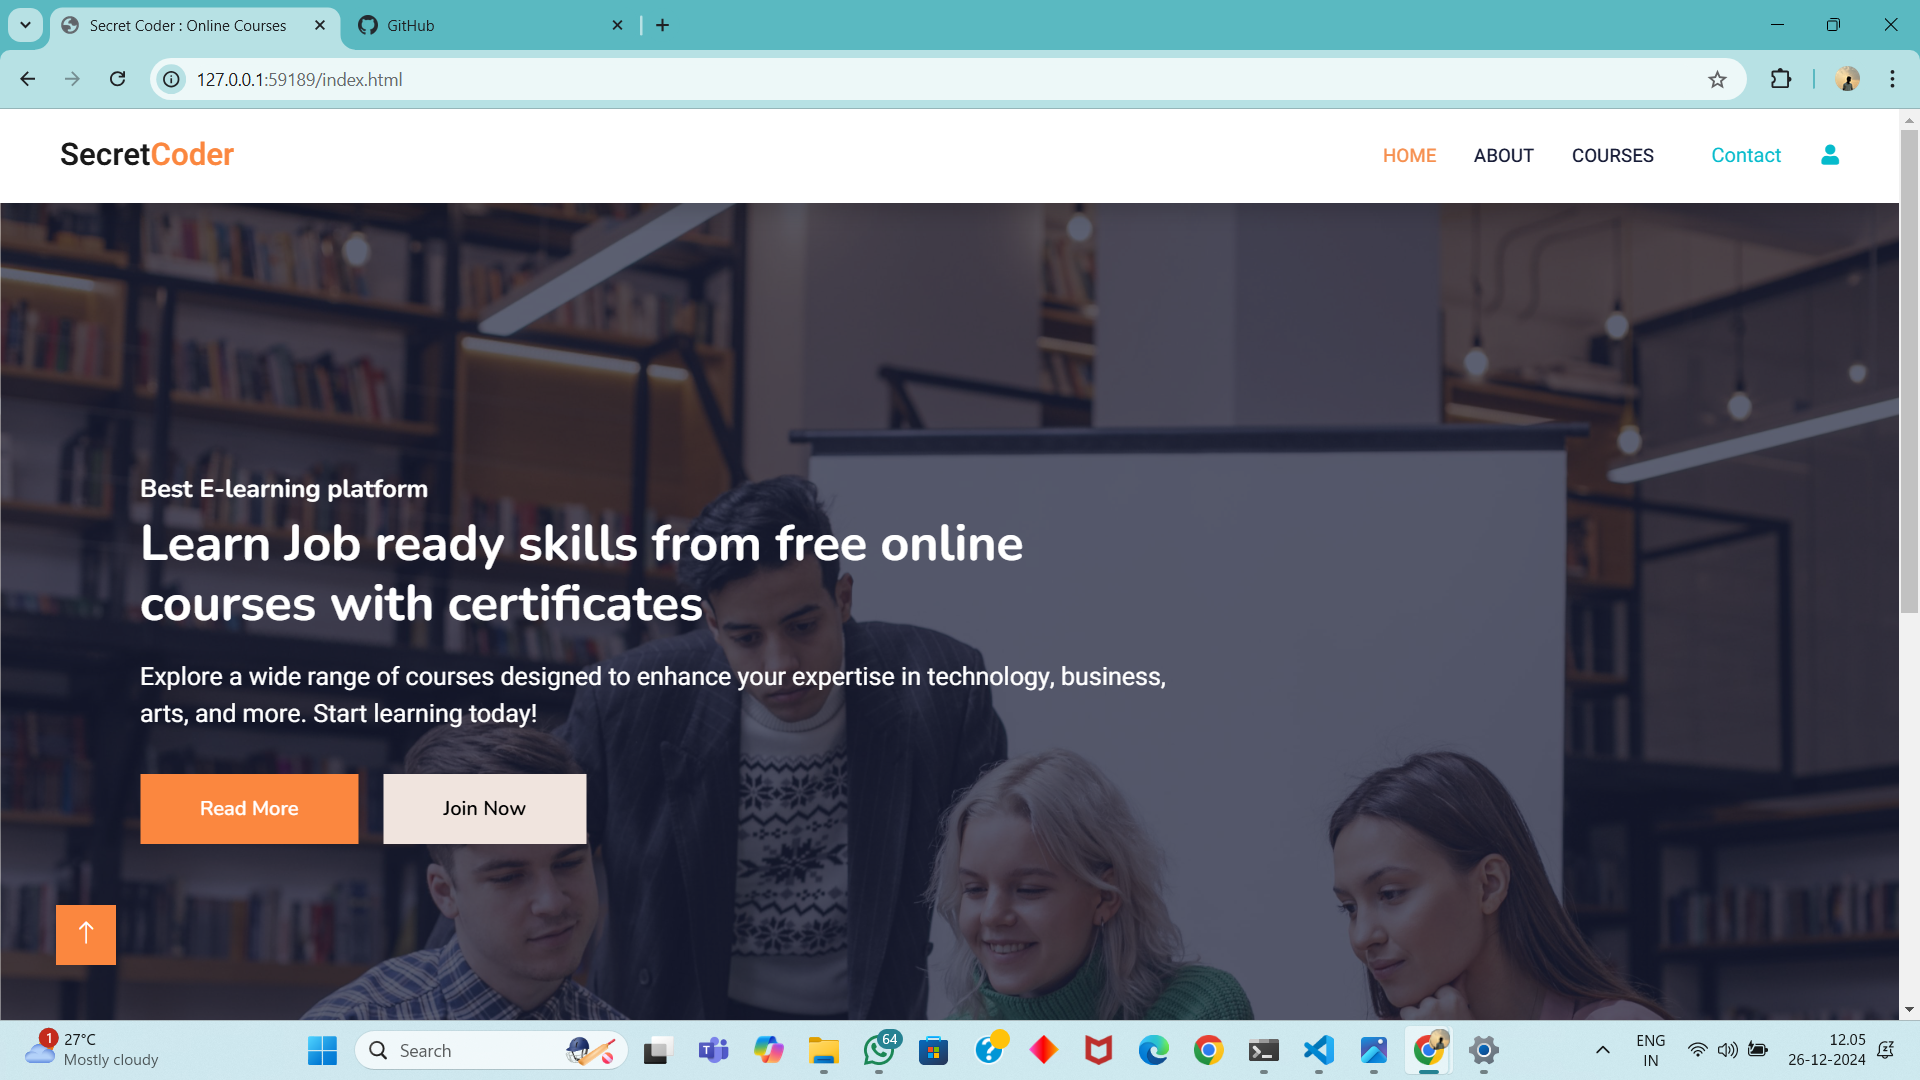 Secret Coder : Online Courses
GitHub
127.0.0.1:59189/index.html
SecretCoder
HOME
ABOUT
COURSES
Contact
Best E-learning platform
Learn Job ready skills from free online
courses with certificates
Explore a wide range of courses designed to enhance your expertise in technology, business,
arts, and more. Start learning today!
Read More
Join Now
1
27°C
Mostly cloudy
Search
64
ENG
IN
12.05
26-12-2024